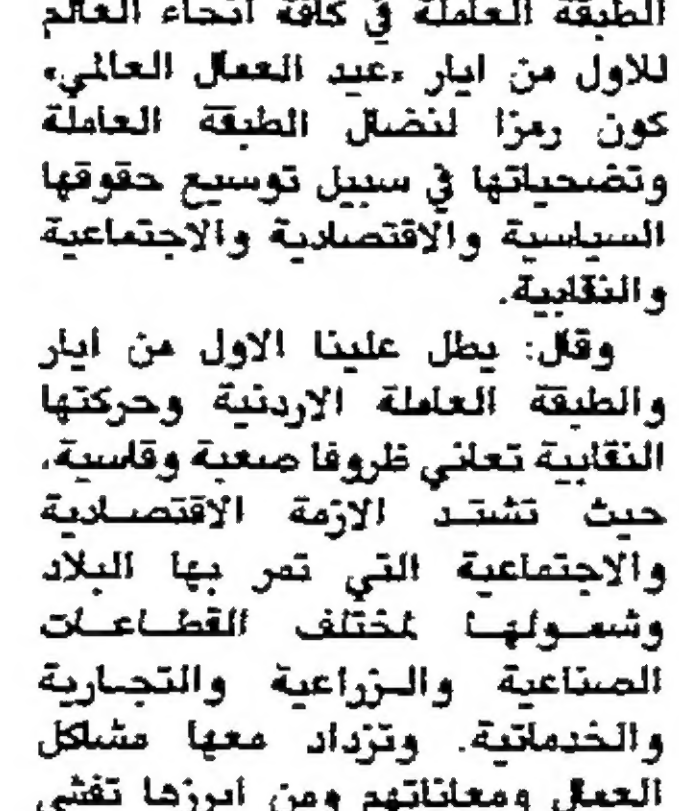 الطبقة العاملة في كافة انحاء العالم
للاول من ايار «عيد العمال العالمي»
كون رمزا لنضال الطبقة العاملة
وتضحياتها في سبيل توسيع حقوقها
السياسية والاقتصادية والاجتماعية
والنقابية.
وقال: يطل علينا الاول من ايار
والطبقة العاملة الاردنية وحركتها
النقابية تعاني ظروفا صعبة وقاسية،
حيث تشتد الازمة الاقتصادية
والاجتماعية التي تمر بها البلاد
وشمولها لمختلف القطاعات
الصناعية والزراعية والتجارية
والخدماتية. وتزداد معها مشاكل
العمال ومعاناتهم ومن ابرزها تفشي